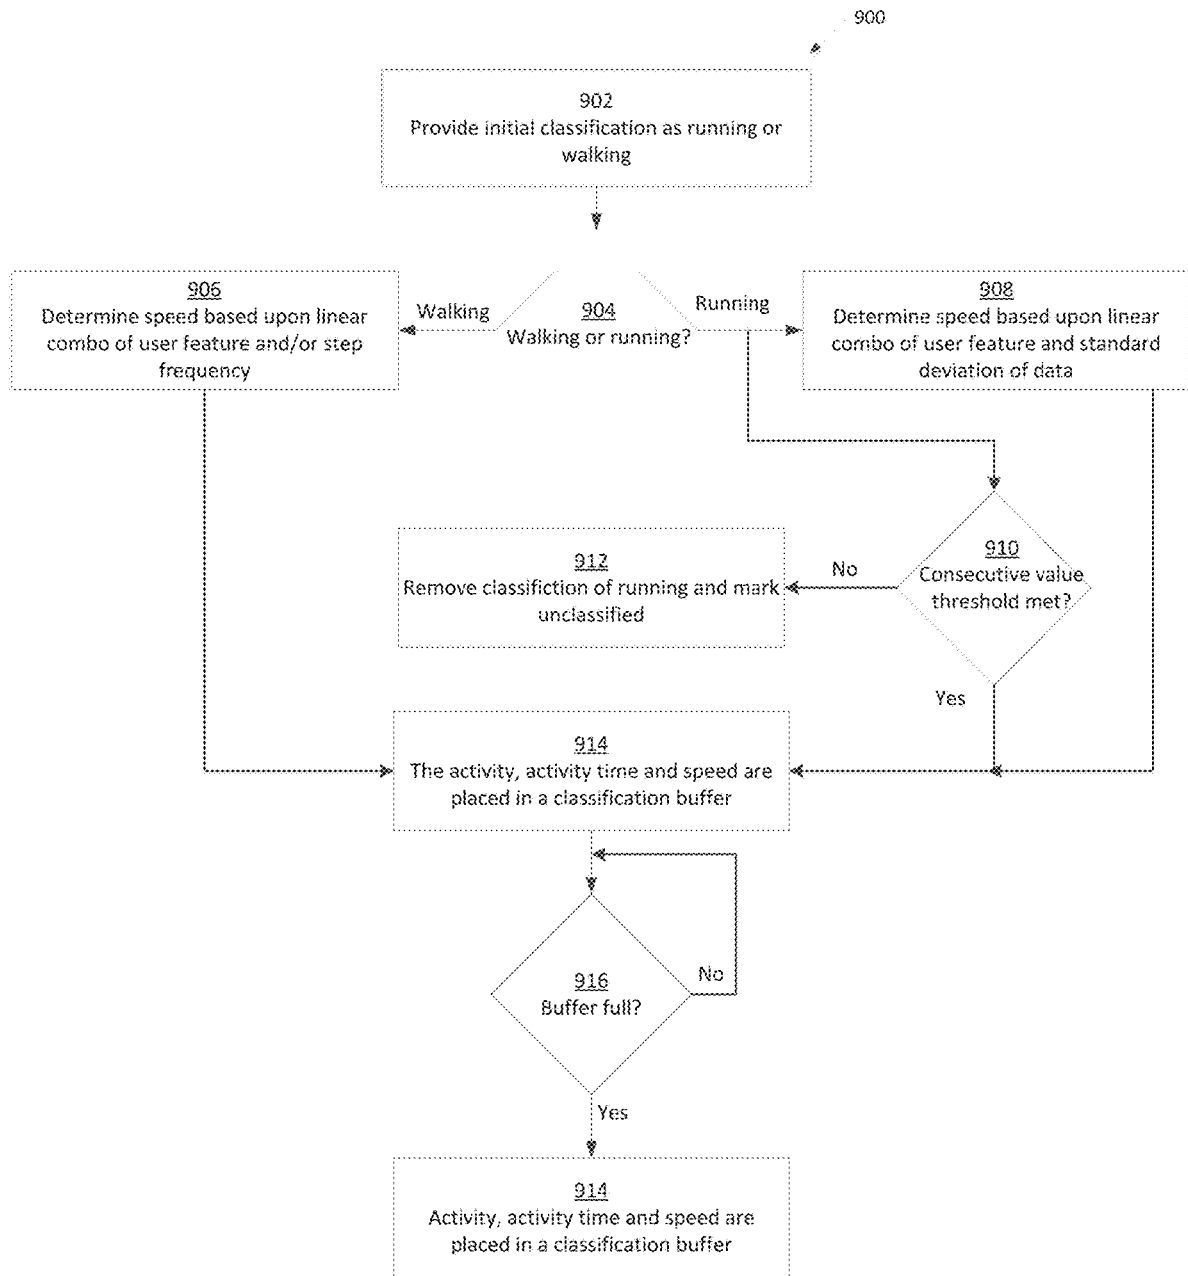 900
902
Provide initial classification as running or
walking
906
Determine speed based upon linear
combo of user feature and/or step
frequency
Walking
904
Walking or running?
Running
908
Determine speed based upon linear
combo of user feature and standard
deviation of data
910
Consecutive value
threshold met?
No
912
Remove classifiction of running and mark
unclassified
Yes
914
The activity, activity time and speed are
placed in a classification buffer
916
Buffer full?
No
Yes
914
Activity, activity time and speed are
placed in a classification buffer